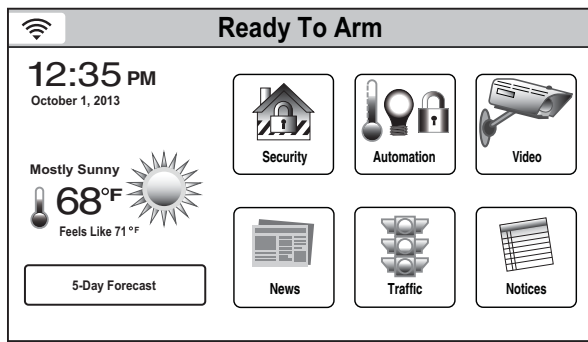 Ready To Arm
12:35 PM
October 1, 2013
Mostly Sunny
68°F
Feels Like 71 °F
5-Day Forecast
Security
Automation
Video
News
Traffic
Notices